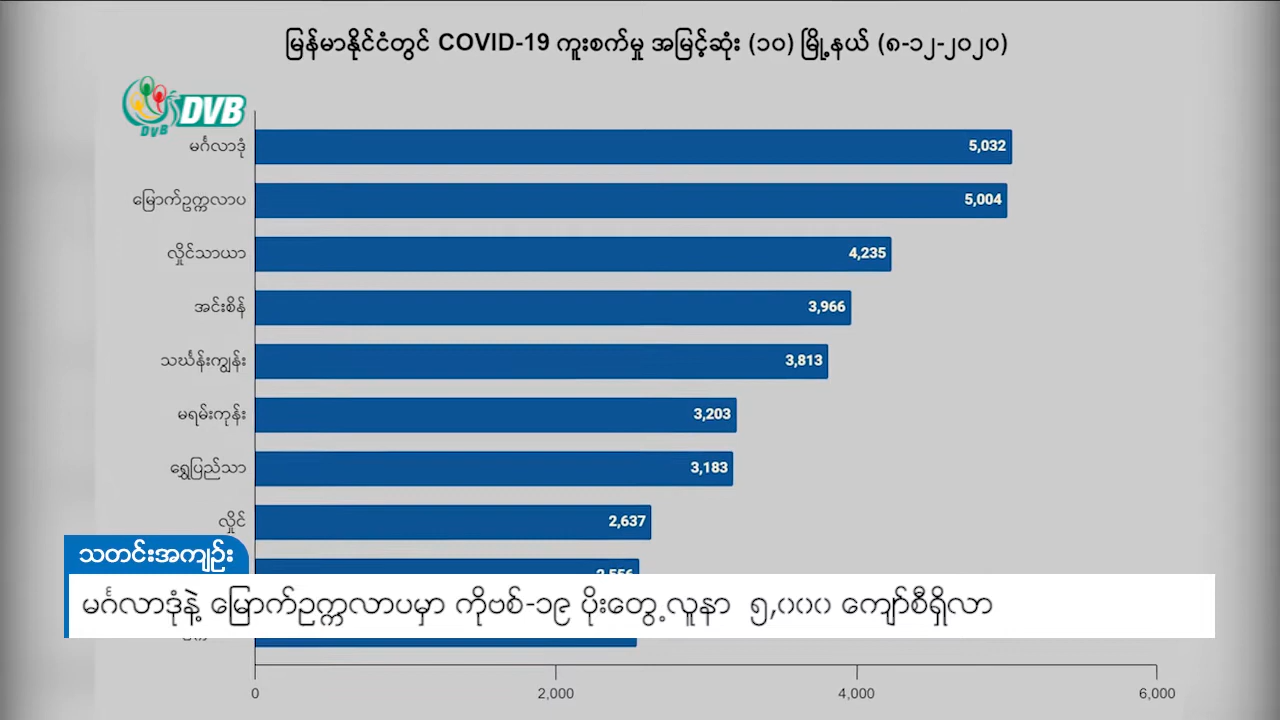 မြန်မာနိုင်ငံတွင် COVID-19 ကူးစက်မှု အမြင့်ဆုံး (၁၀) မြို့နယ် (၈-၁၂-၂၀၂၀)
DVB
DVB
မင်္ဂလာဒုံ 5,032
မြောက်ဥက္ကလာပ 5,004
လှိုင်သာယာ 4,235
အင်းစိန် 3,966
သင်္ဃန်းကျွန်း 3,813
မရမ်းကုန်း 3,203
ရွှေပြည်သာ 3,183
လှိုင် 2,637
2,556
သတင်းအကျဉ်း
မင်္ဂလာဒုံနဲ့ မြောက်ဥက္ကလာပမှာ ကိုဗစ်-၁၉ ပိုးတွေ့လူနာ ၅,၀၀၀ ကျော်စီရှိလာ
0 2,000 4,000 6,000